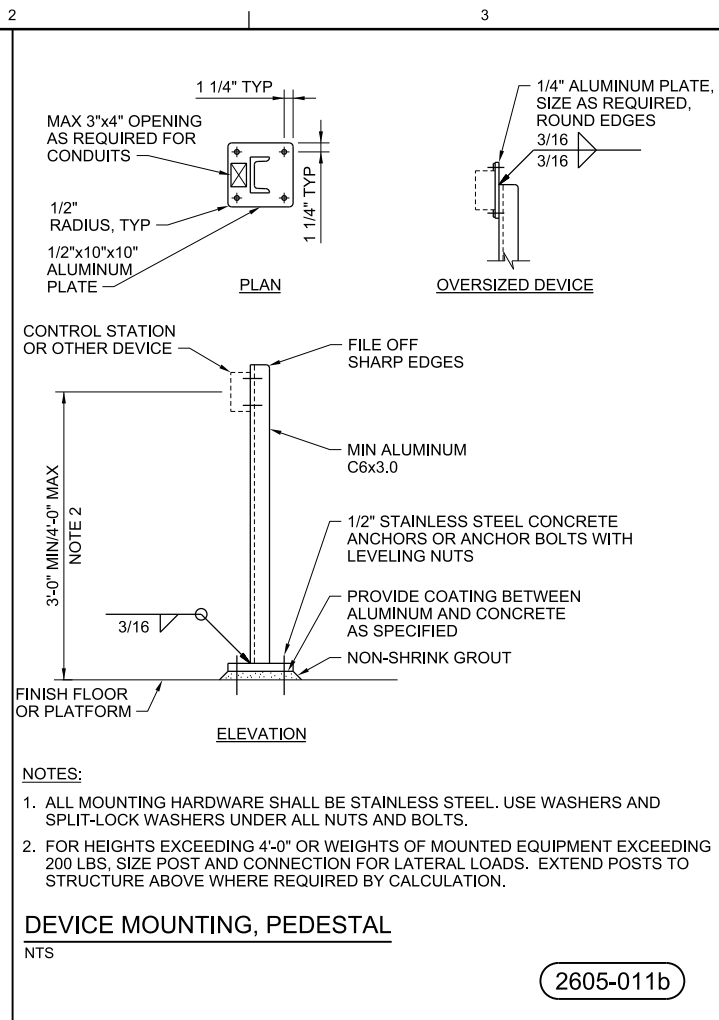 2
3
1 1/4" TYP
MAX 3"x4" OPENING
AS REQUIRED FOR
CONDUITS
1/2"
RADIUS, TYP
1/2"x10"x10"
ALUMINUM
PLATE
1 1/4" TYP
PLAN
1/4" ALUMINUM PLATE,
SIZE AS REQUIRED,
ROUND EDGES
3/16
3/16
OVERSIZED DEVICE
CONTROL STATION
OR OTHER DEVICE
FILE OFF
SHARP EDGES
MIN ALUMINUM
C6x3.0
3'-0" MIN/4'-0" MAX
NOTE 2
1/2" STAINLESS STEEL CONCRETE
ANCHORS OR ANCHOR BOLTS WITH
LEVELING NUTS
PROVIDE COATING BETWEEN
ALUMINUM AND CONCRETE
AS SPECIFIED
3/16
NON-SHRINK GROUT
FINISH FLOOR
OR PLATFORM
ELEVATION
NOTES:
1. ALL MOUNTING HARDWARE SHALL BE STAINLESS STEEL. USE WASHERS AND
SPLIT-LOCK WASHERS UNDER ALL NUTS AND BOLTS.
2. FOR HEIGHTS EXCEEDING 4'-0" OR WEIGHTS OF MOUNTED EQUIPMENT EXCEEDING
200 LBS, SIZE POST AND CONNECTION FOR LATERAL LOADS. EXTEND POSTS TO
STRUCTURE ABOVE WHERE REQUIRED BY CALCULATION.
DEVICE MOUNTING, PEDESTAL
NTS
2605-011b